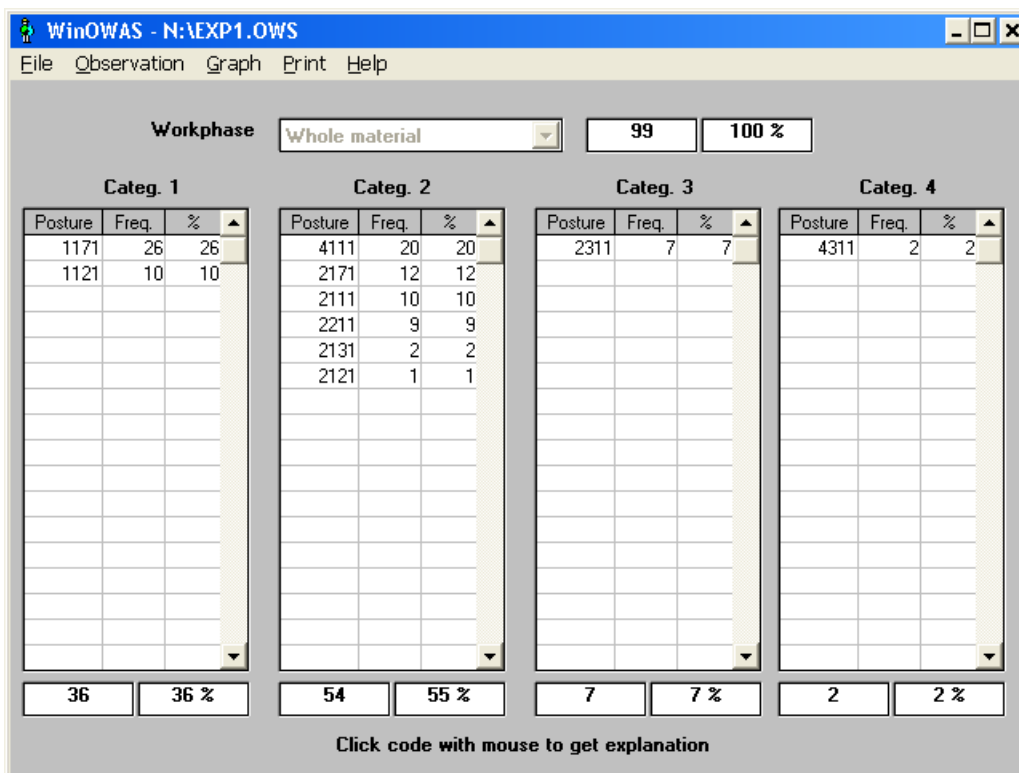 WinOWAS - N:\EXP1.OWS
File Observation Graph Print Help
Workphase Whole material 99 100 %
Categ. 1 Categ. 2 Categ. 3 Categ. 4
Posture Freq. % Posture Freq. % Posture Freq. % Posture Freq. %
1171 26 26 4111 20 20 2311 7 7 4311 2 2
1121 10 10 2171 12 12
2111 10 10
2211 9 9
2131 2 2
2121 1 1
36 36 % 54 55 % 7 7 % 2 2 %
Click code with mouse to get explanation